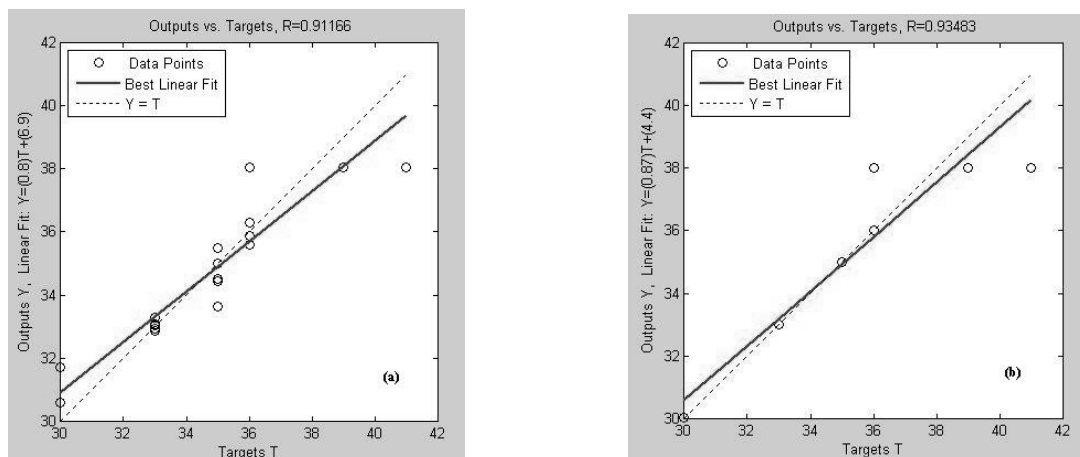 Outputs vs. Targets, R=0.91166
42
40
38
36
34
32
30
Data Points
Best Linear Fit
Y = T
Outputs Y, Linear Fit: Y=(0.8)T+(6.9)
(a)
30 32 34 36 38 40 42
Targets T
Outputs vs. Targets, R=0.93483
42
40
38
36
34
32
30
Data Points
Best Linear Fit
Y = T
Outputs Y, Linear Fit: Y=(0.87)T+(4.4)
(b)
30 32 34 36 38 40 42
Targets T